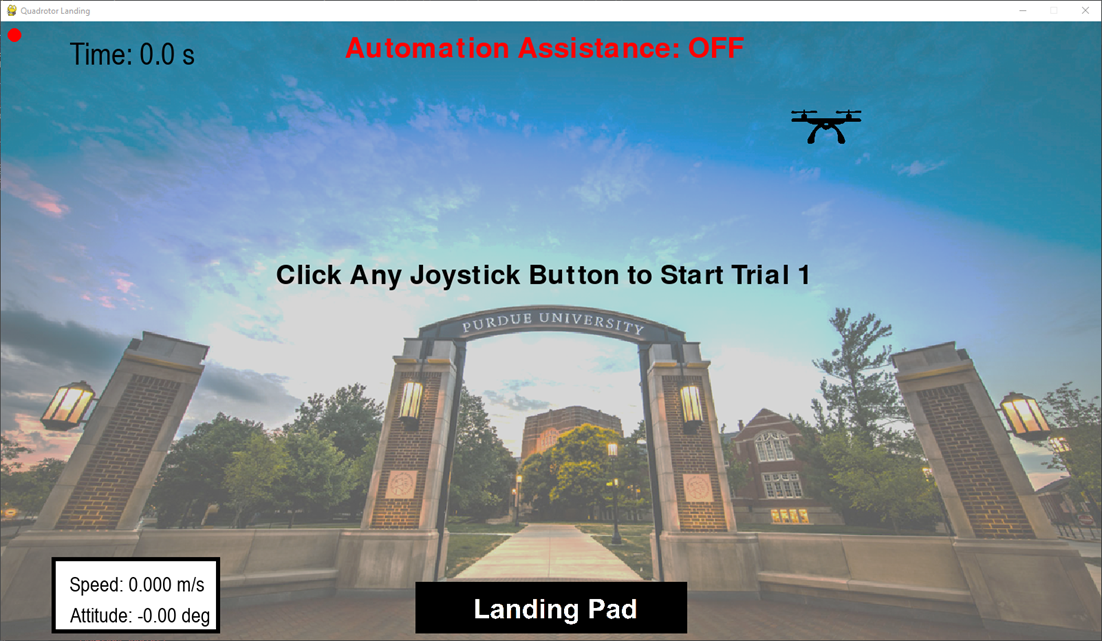 Quadrotor Landing
Time: 0.0 s
Automation Assistance: OFF
Click Any Joystick Button to Start Trial 1
PURDUE UNIVERSITY
Speed: 0.000 m/s
Attitude: -0.00 deg
Landing Pad